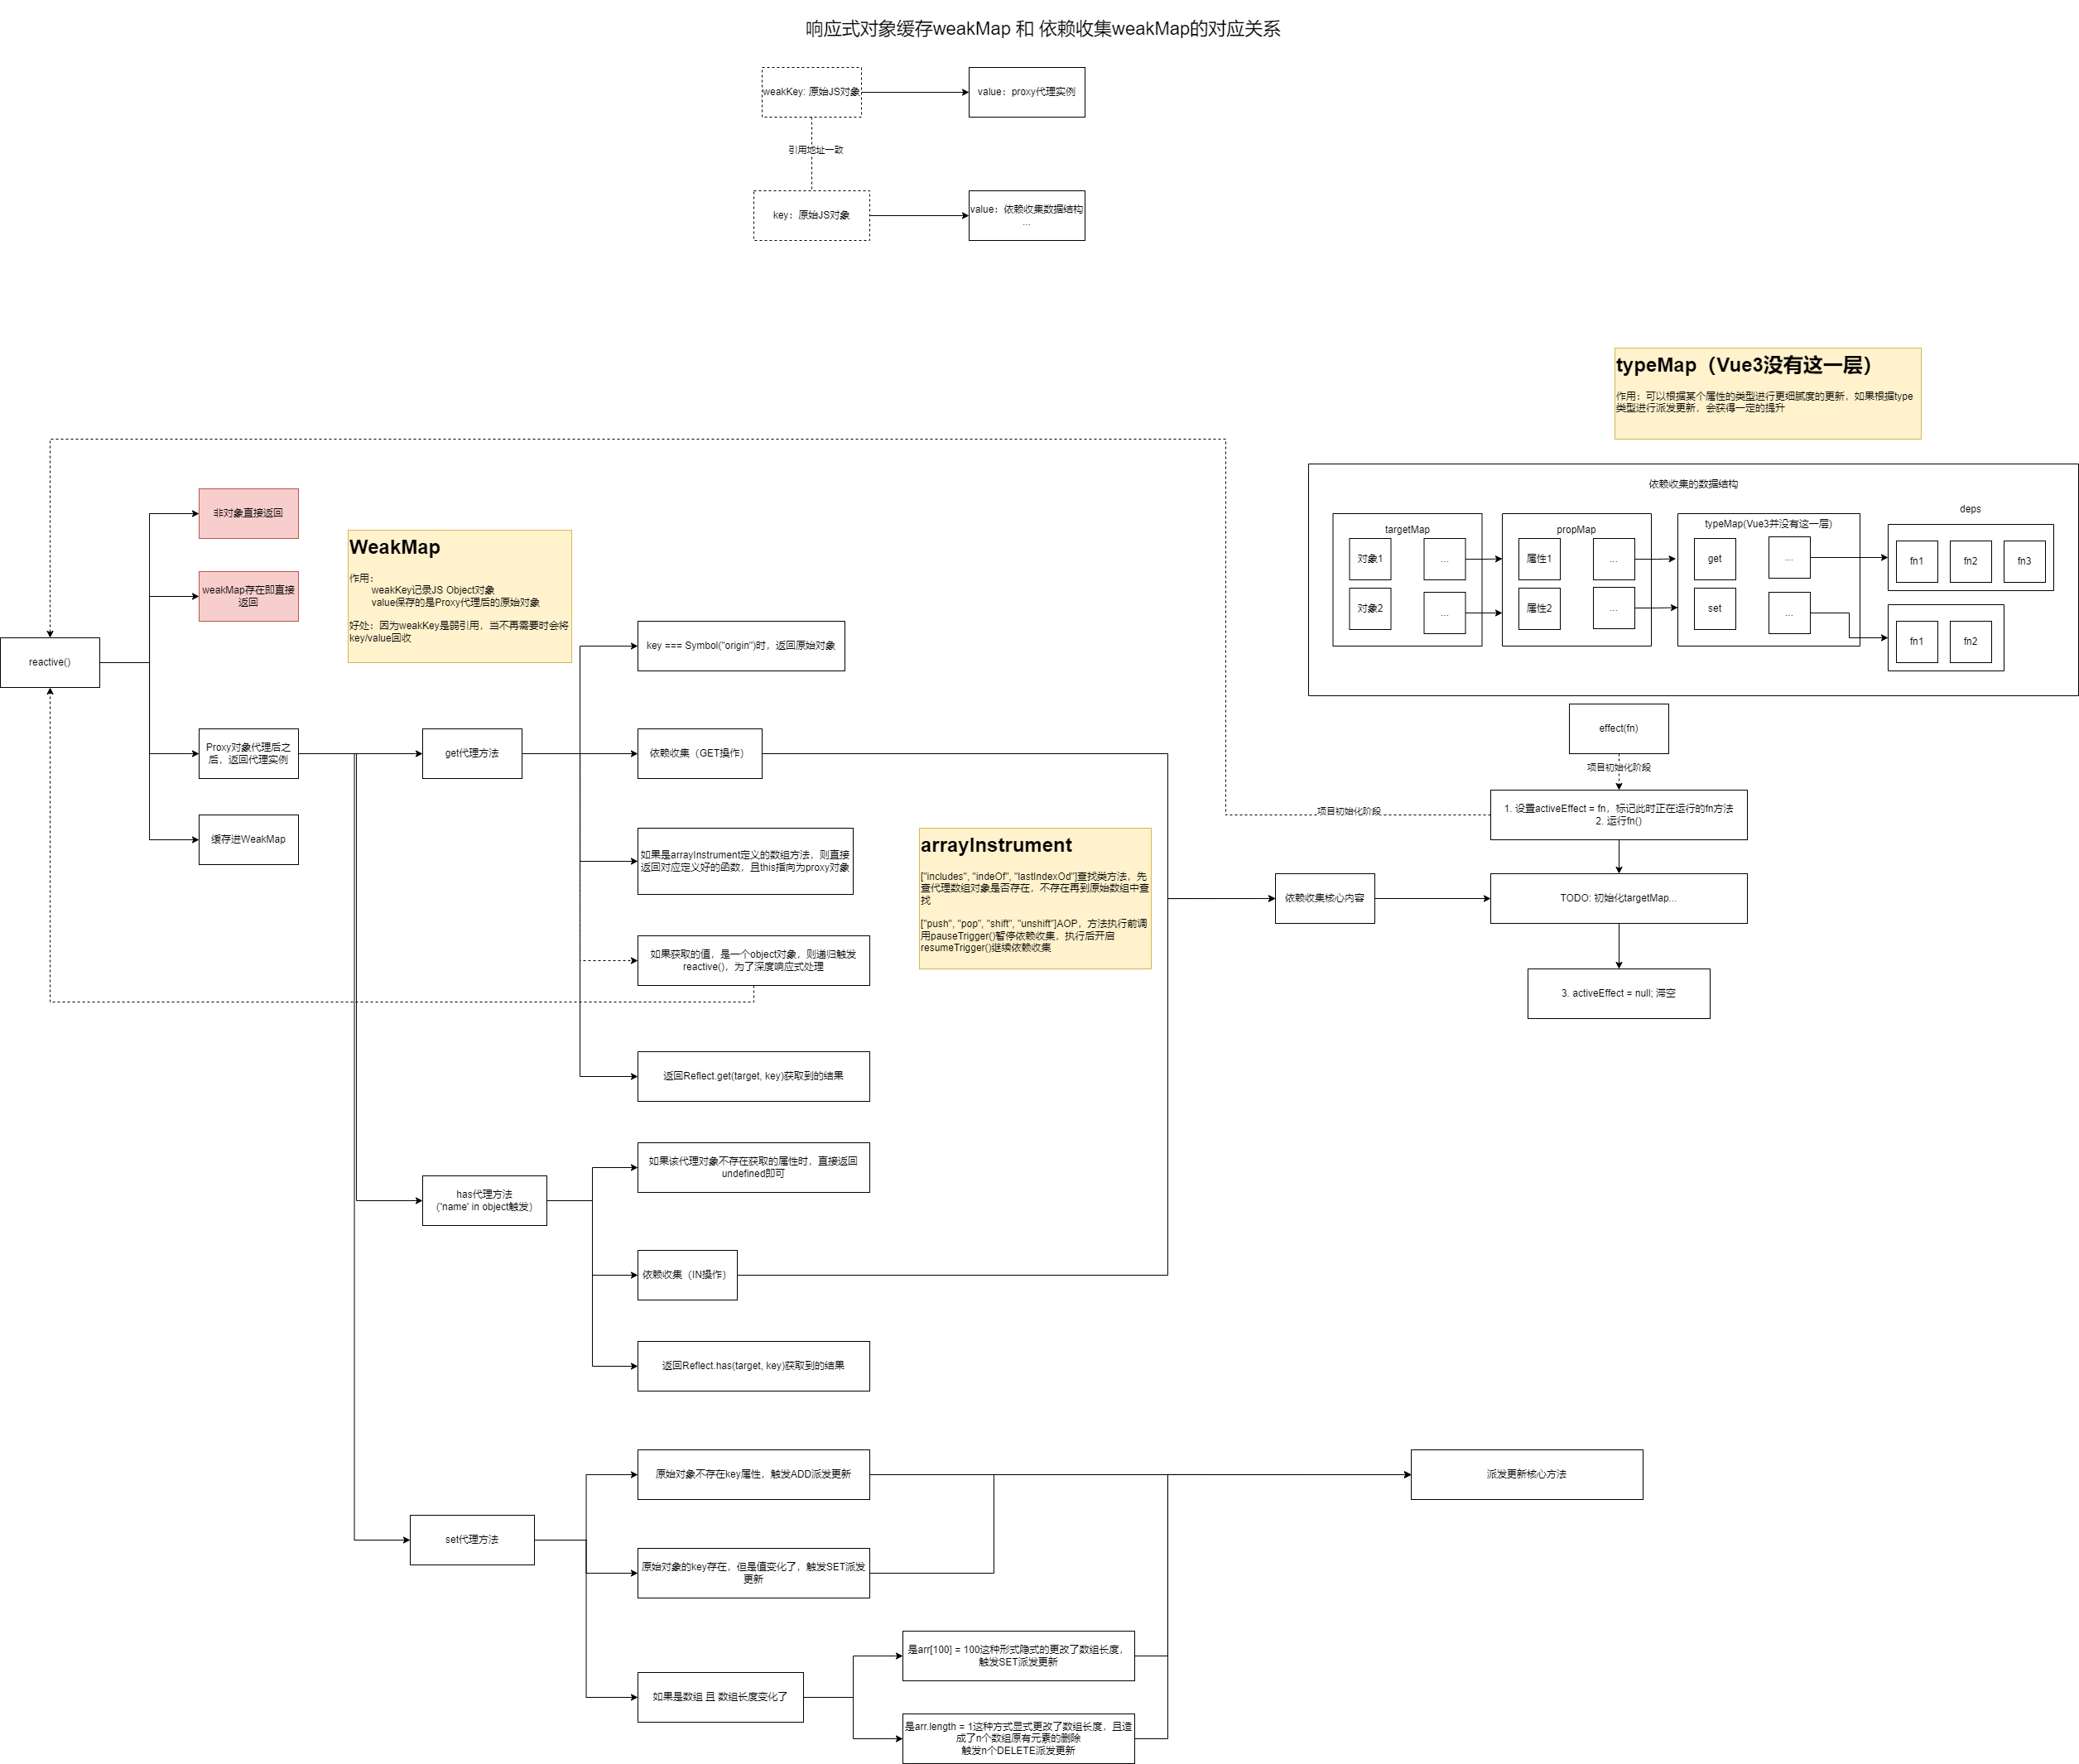 响应式对象缓存weakMap 和 依赖收集weakMap的对应关系
weakKey: 原始JS对象
value：proxy代理实例
引用地址一致
key：原始JS对象
value：依赖收集数据结构
...
typeMap（Vue3没有这一层）
作用：可以根据某个属性的类型进行更细腻度的更新，如果根据type
类型进行派发更新，会获得一定的提升
依赖收集的数据结构
targetMap
对象1
...
对象2
...
propMap
属性1
...
属性2
...
typeMap(Vue3并没有这一层)
get
...
set
...
deps
fn1
fn2
fn3
fn1
fn2
非对象直接返回
weakMap存在即直接
返回
WeakMap
作用：
weakKey记录JS Object对象
value保存的是Proxy代理后的原始对象
好处：因为weakKey是弱引用，当不再需要时会将
key/value回收
reactive()
Proxy对象代理后之
后，返回代理实例
缓存进WeakMap
get代理方法
key === Symbol("origin")时，返回原始对象
依赖收集（GET操作）
如果是arrayInstrument定义的数组方法，则直接
返回对应定义好的函数，且this指向为proxy对象
如果获取的值，是一个object对象，则递归触发
reactive()，为了深度响应式处理
返回Reflect.get(target, key)获取到的结果
arrayInstrument
["includes", "indeOf", "lastIndexOd"]查找类方法，先
查代理数组对象是否存在，不存在再到原始数组中查
找
["push", "pop", "shift", "unshift"]AOP，方法执行前调
用pauseTrigger()暂停依赖收集，执行后开启
resumeTrigger()继续依赖收集
effect(fn)
项目初始化阶段
项目初始化阶段
1. 设置activeEffect = fn，标记此时正在运行的fn方法
2. 运行fn()
依赖收集核心内容
TODO: 初始化targetMap...
3. activeEffect = null; 滞空
has代理方法
（'name' in object触发）
如果该代理对象不存在获取的属性时，直接返回
undefined即可
依赖收集（IN操作）
返回Reflect.has(target, key)获取到的结果
set代理方法
原始对象不存在key属性，触发ADD派发更新
原始对象的key存在，但是值变化了，触发SET派发
更新
如果是数组 且 数组长度变化了
是arr[100] = 100这种形式隐式的更改了数组长度，
触发SET派发更新
是arr.length = 1这种方式显式更改了数组长度，且造
成了n个数组原有元素的删除
触发n个DELETE派发更新
派发更新核心方法